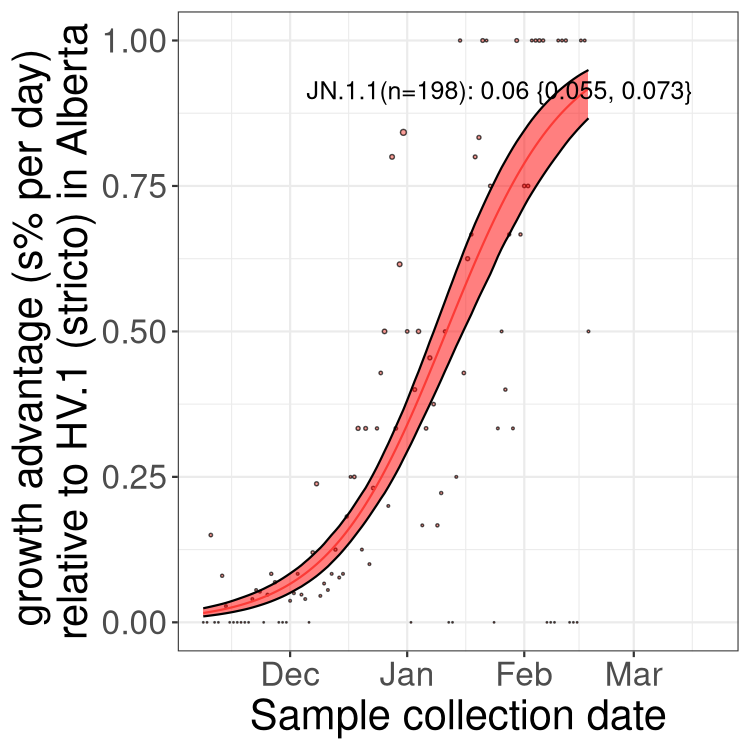 growth advantage (s% per day)
relative to HV.1 (stricto) in Alberta
1.00
0.75
0.50
0.25
0.00
JN.1.1(n=198): 0.06 {0.055, 0.073}
Dec Jan Feb Mar
Sample collection date